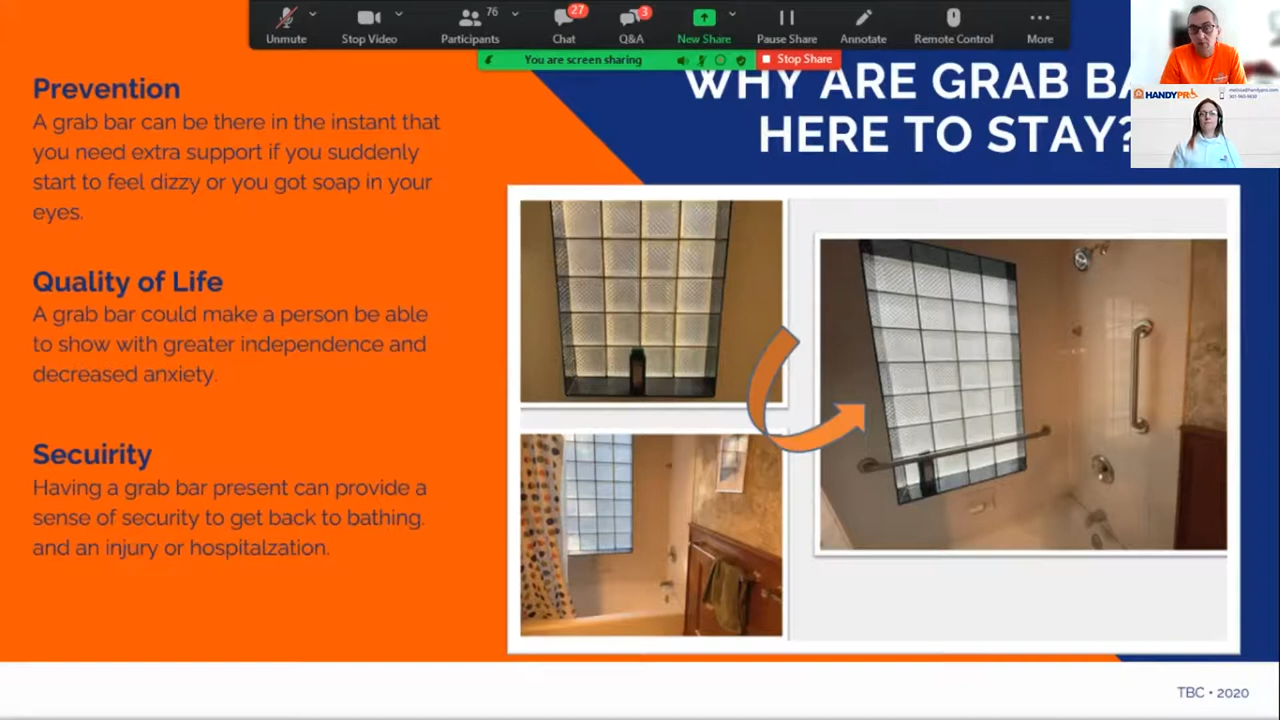 Unmute
Stop Video
76
Participants
27
Chat
3
Q&A
New Share
Pause Share
Annotate
Remote Control
More
You are screen sharing
Stop Share
HANDYPRO
301-960-9693
WHY ARE GRAB BA
HERE TO STAY?
Prevention
A grab bar can be there in the instant that
you need extra support if you suddenly
start to feel dizzy or you got soap in your
eyes.
Quality of Life
A grab bar could make a person be able
to show with greater independence and
decreased anxiety.
Secuirity
Having a grab bar present can provide a
sense of security to get back to bathing.
and an injury or hospitalzation.
TBC • 2020